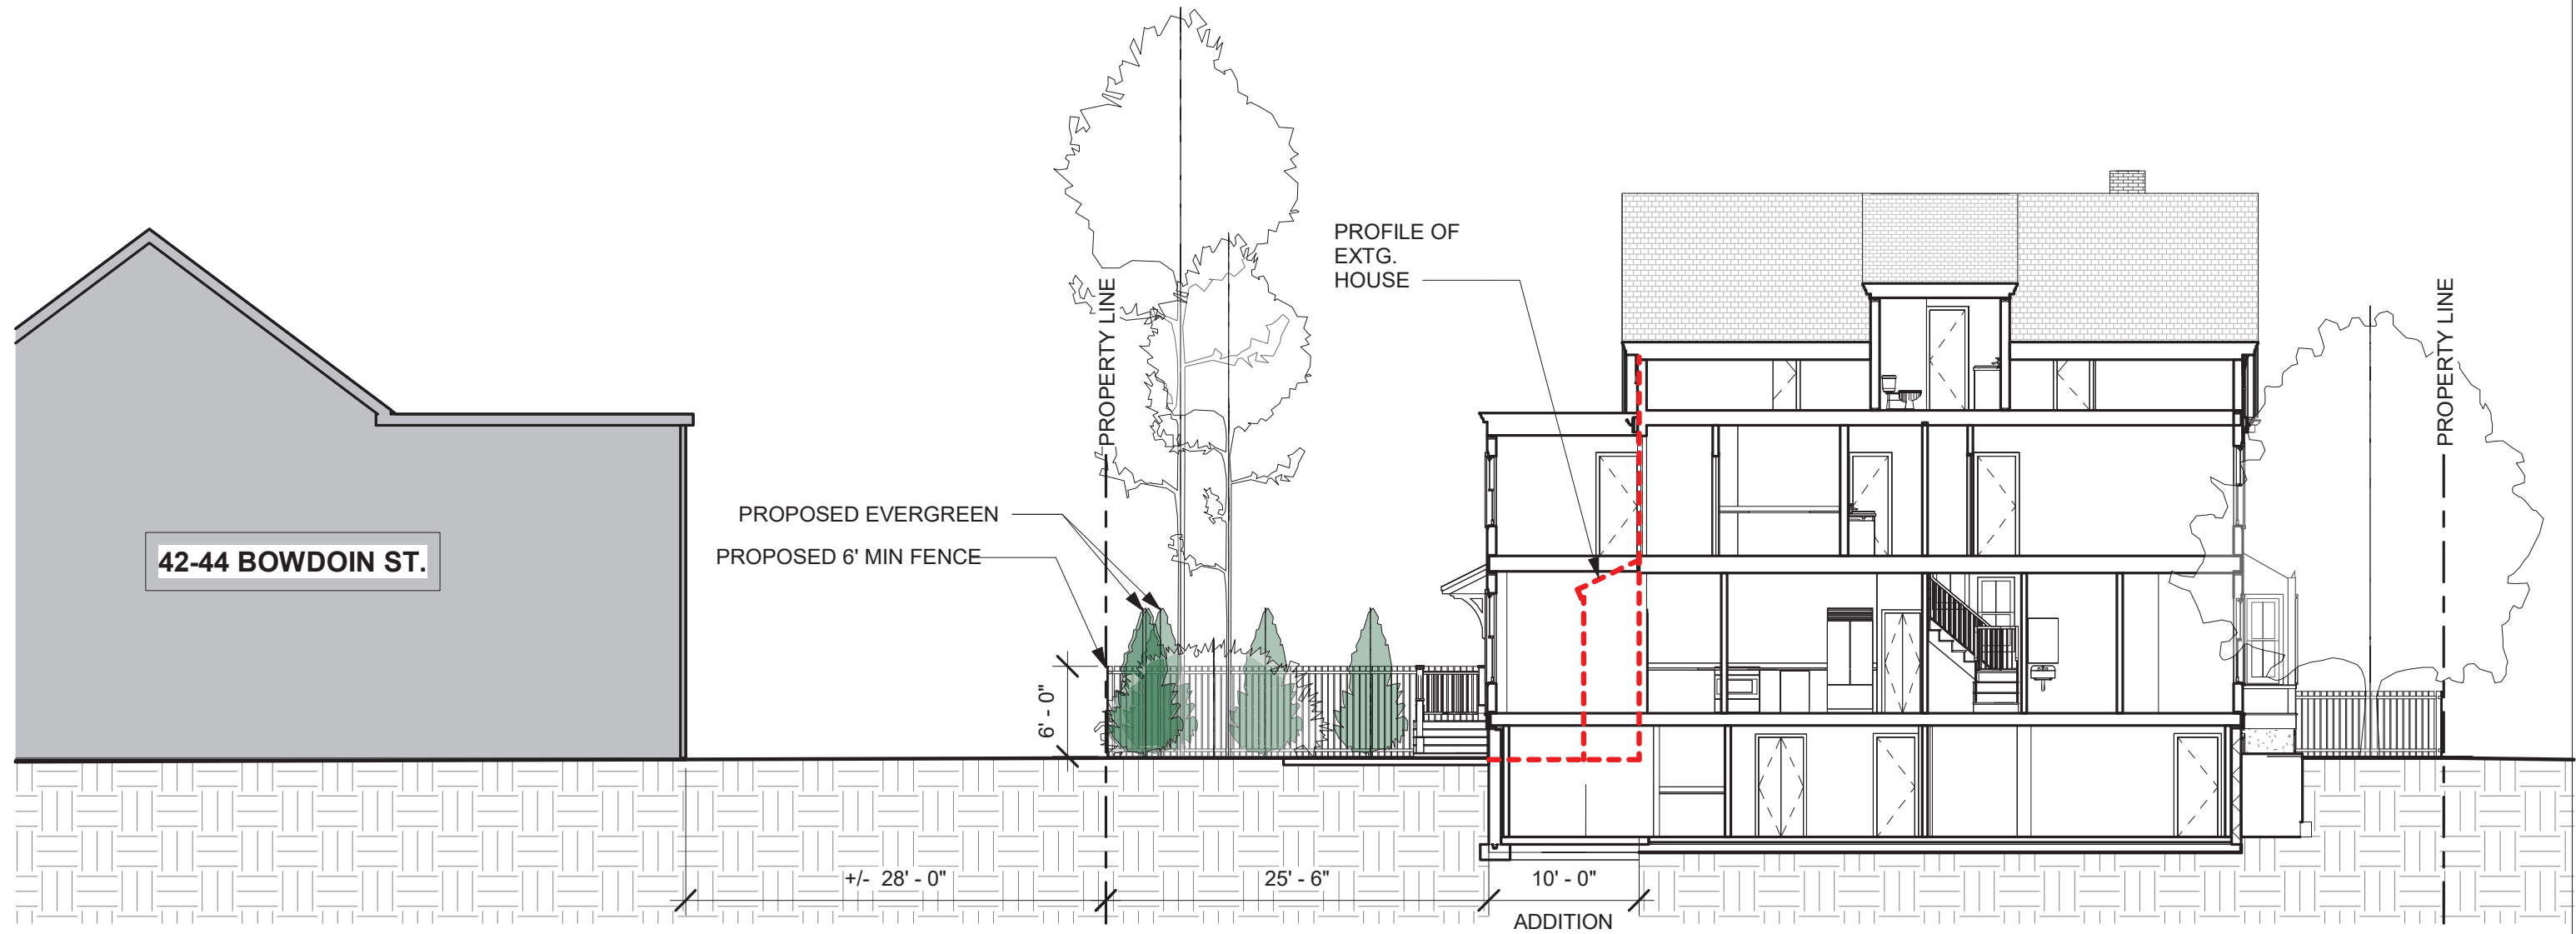 PROFILE OF
EXTG.
HOUSE
PROPERTY LINE
PROPERTY LINE
PROPOSED EVERGREEN
PROPOSED 6' MIN FENCE
42-44 BOWDOIN ST.
6' - 0"
+/- 28' - 0"
25' - 6"
10' - 0"
ADDITION